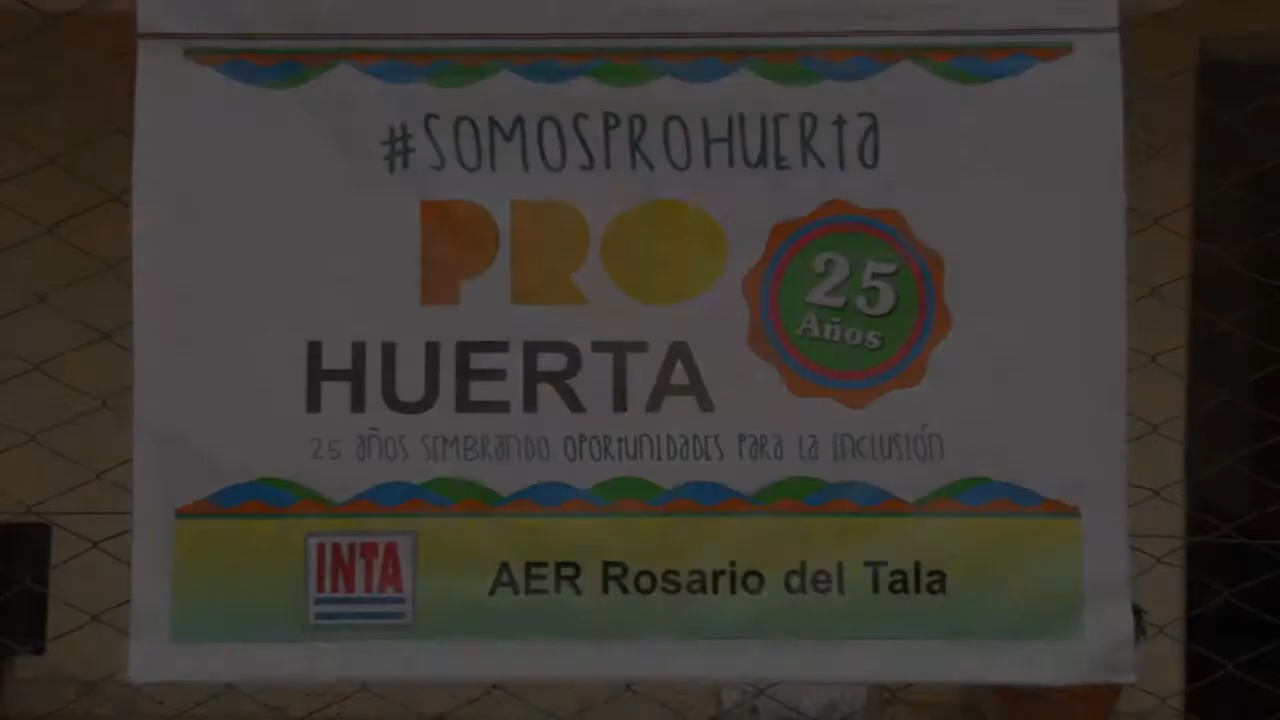 #SOMOSPROHUERTA
PRO
HUERTA
25
Años
25 AÑOS SEMBRANDO OPORTUNIDADES PARA LA INCLUSIÓN
INTA
AER Rosario del Tala